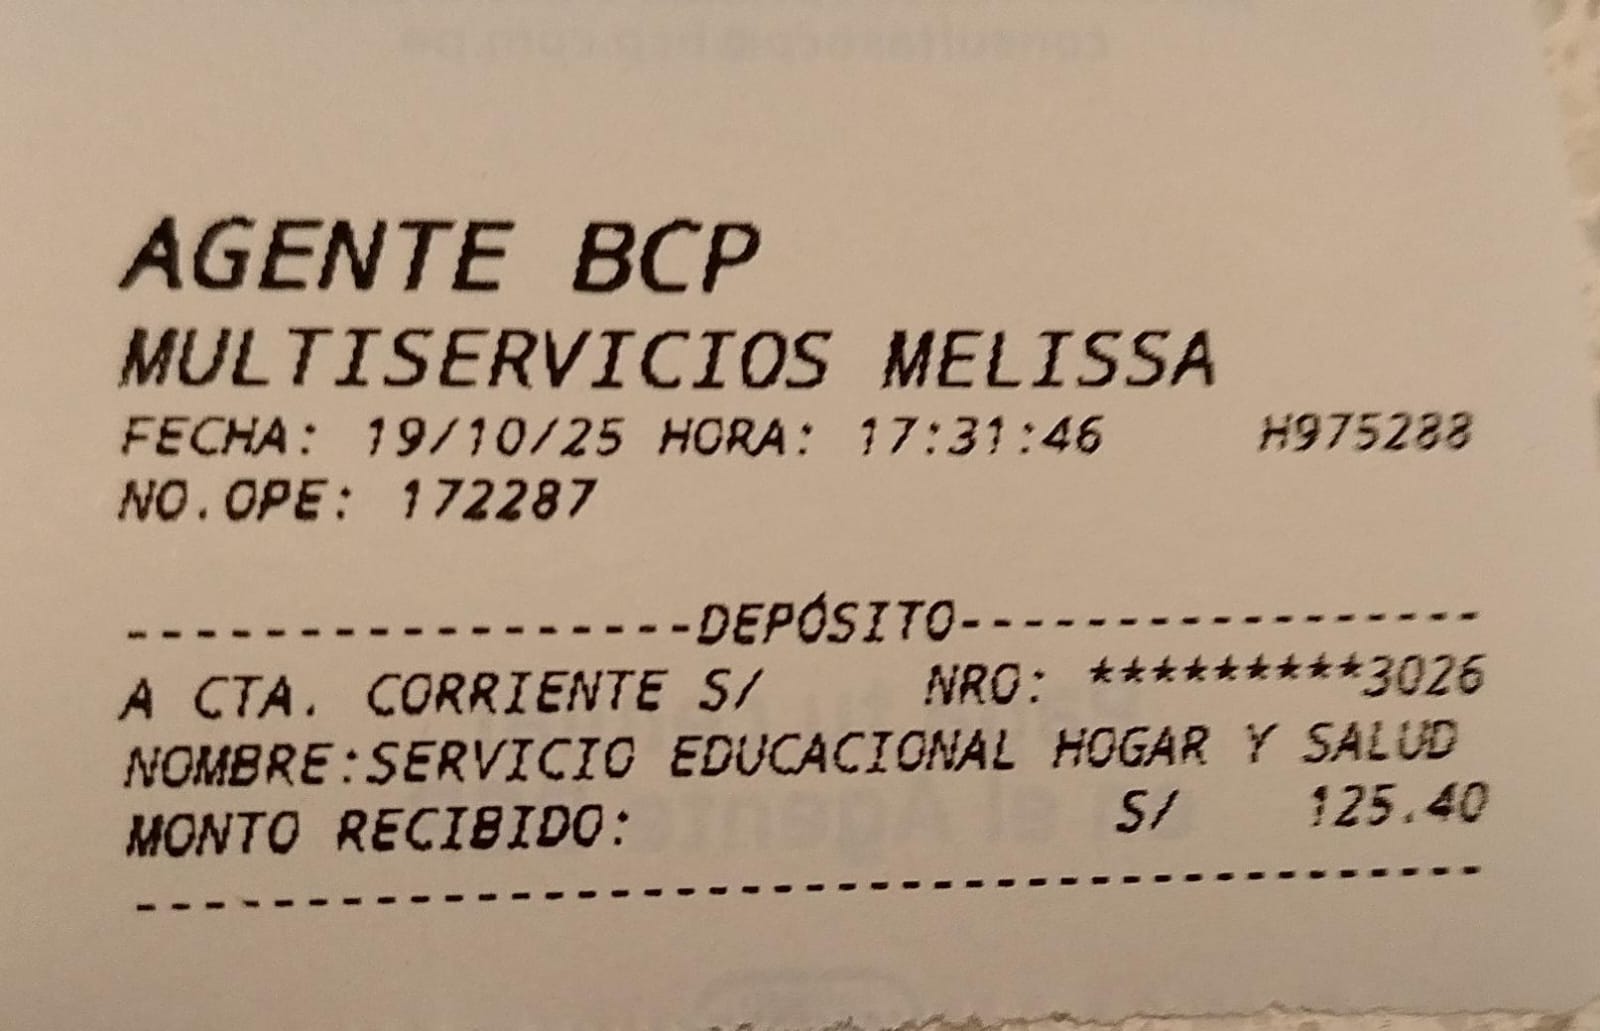 AGENTE BCP
MULTISERVICIOS MELISSA
FECHA: 19/10/25 HORA: 17:31:46 H975288
NO.OPE: 172287
------------------DEPÓSITO----------------
A CTA. CORRIENTE S/ NRO: *********3026
NOMBRE:SERVICIO EDUCACIONAL HOGAR Y SALUD
MONTO RECIBIDO: S/ 125.40
----------------------------------------